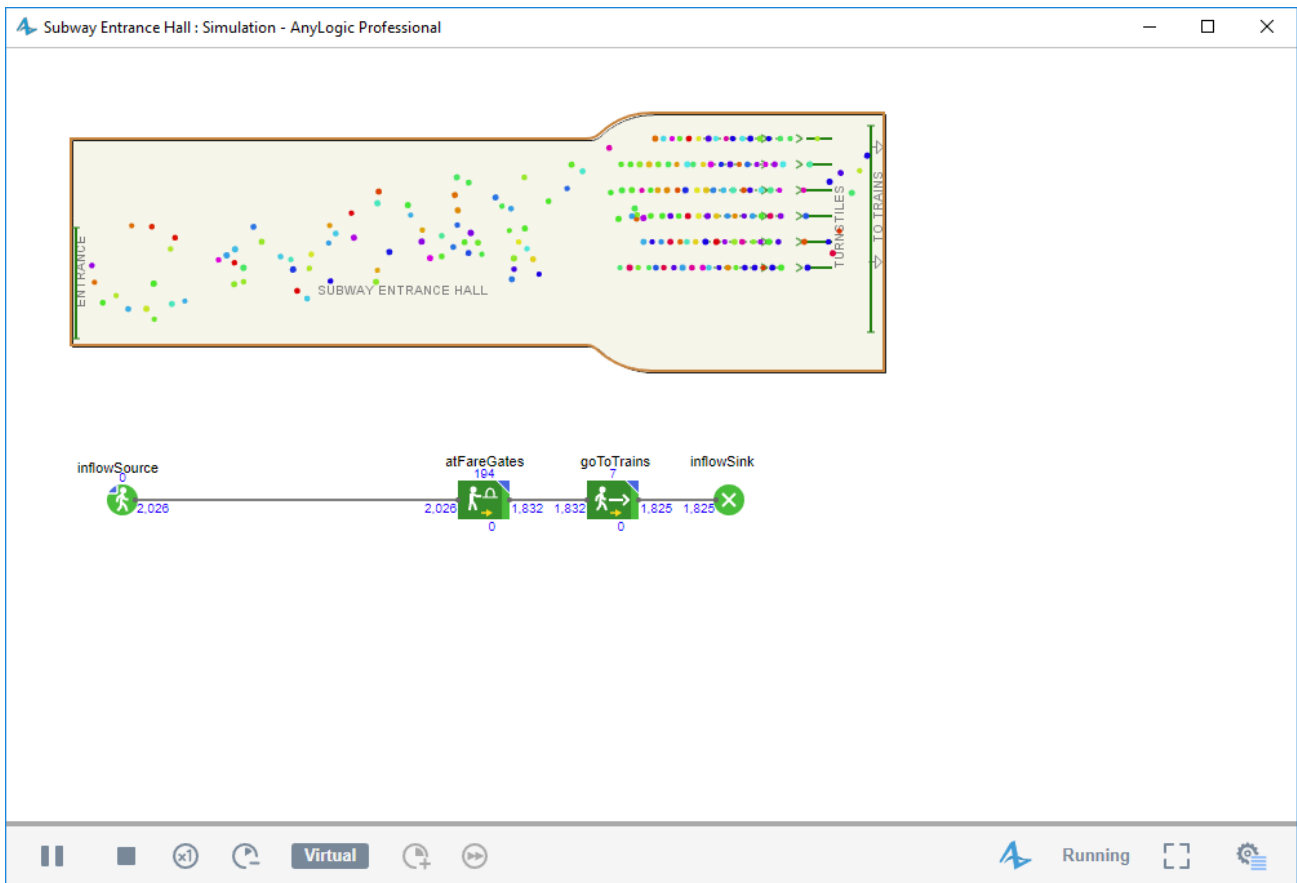 Subway Entrance Hall : Simulation - AnyLogic Professional
ENTRANCE
SUBWAY ENTRANCE HALL
TURNSTILES
TO TRAINS
inflowSource
0
2,026
atFareGates
194
2,026
1,832
0
goToTrains
7
1,832
1,825
0
inflowSink
1,825
x1
Virtual
Running